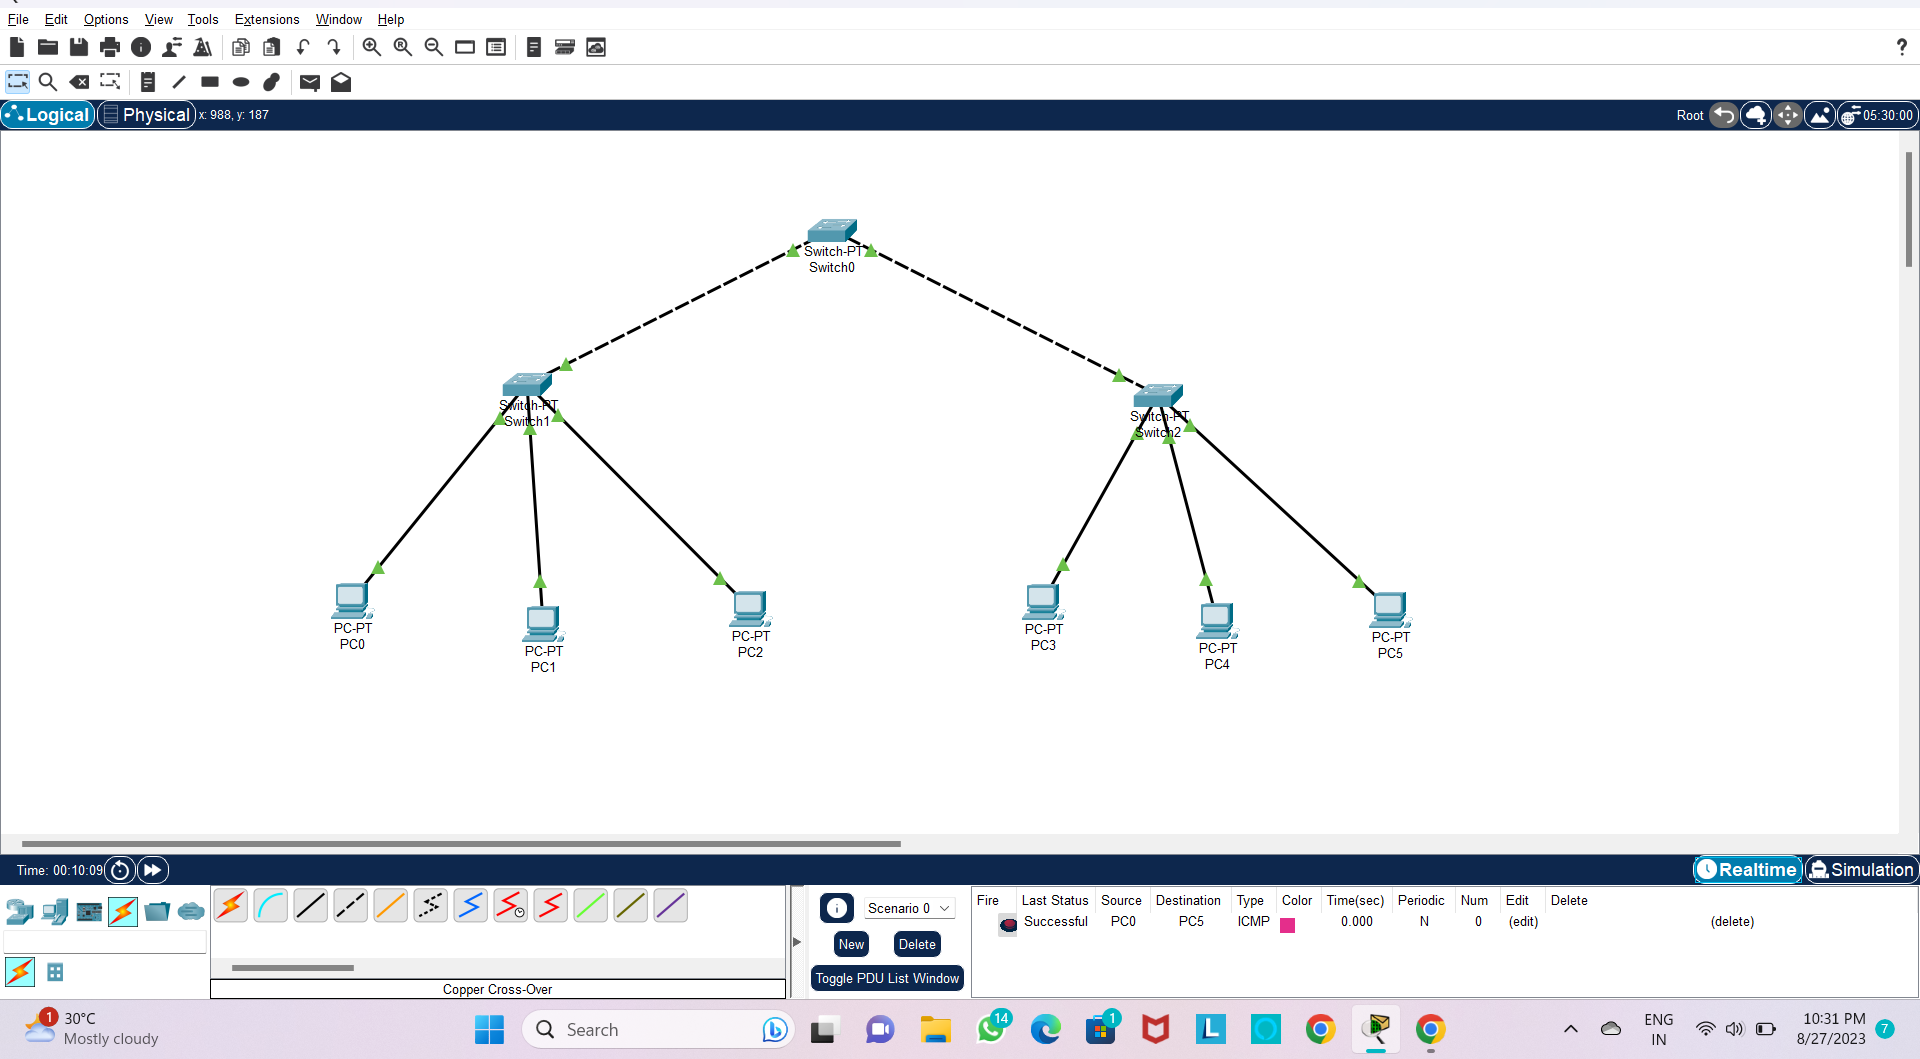 File Edit Options View Tools Extensions Window Help
?
Logical Physical x: 988, y: 187 Root 05:30:00
Switch-PT
Switch0
Switch-PT
Switch1
Switch-PT
Switch2
PC-PT
PC0
PC-PT
PC1
PC-PT
PC2
PC-PT
PC3
PC-PT
PC4
PC-PT
PC5
Time: 00:10:09 Realtime Simulation
Scenario 0
New Delete
Toggle PDU List Window
Copper Cross-Over
Fire Last Status Source Destination Type Color Time(sec) Periodic Num Edit Delete
Successful PC0 PC5 ICMP 0.000 N 0 (edit) (delete)
1 30°C
Mostly cloudy
Search
14
1
L
ENG
IN
10:31 PM
8/27/2023
7